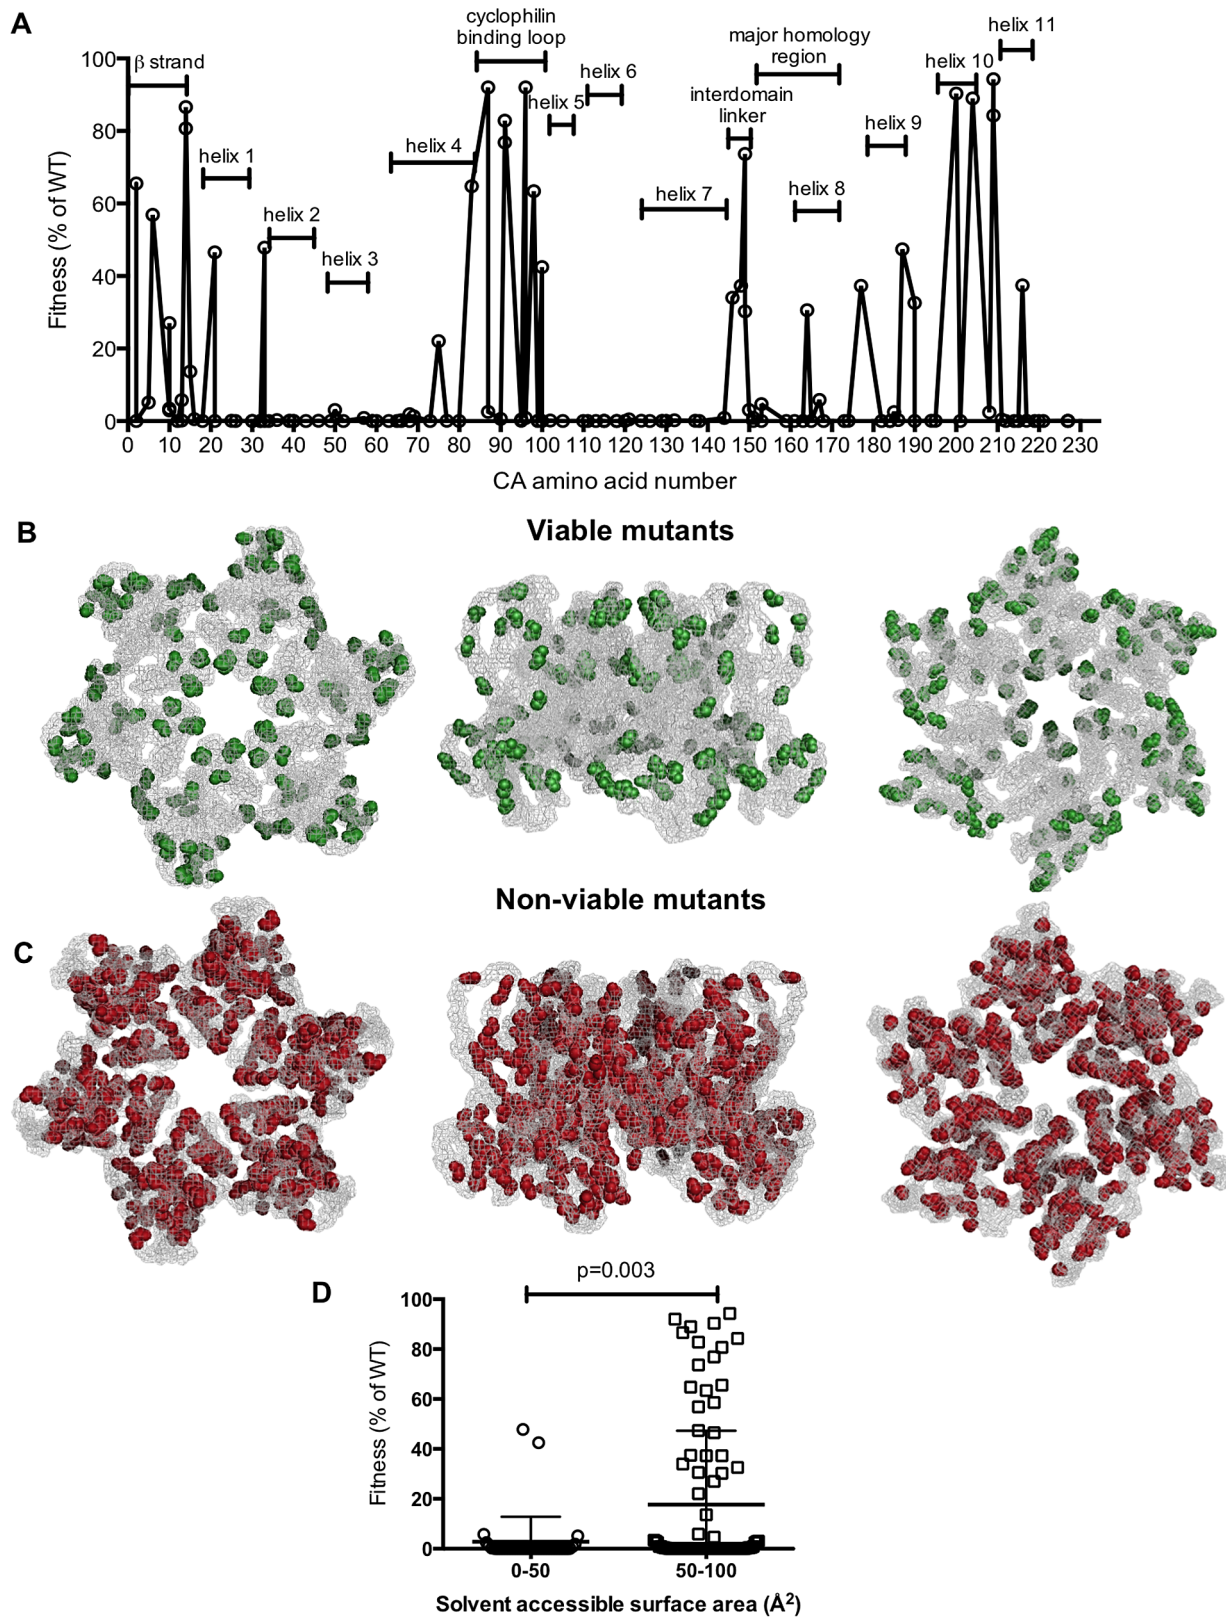 A
cyclophilin
binding loop
helix 11
major homology
region
β strand
helix 6
helix 10
interdomain
linker
helix 5
helix 9
helix 4
helix 1
helix 8
helix 7
helix 2
helix 3
Fitness (% of WT)
100
80
60
40
20
0
0 10 20 30 40 50 60 70 80 90 100 110 120 130 140 150 160 170 180 190 200 210 220 230
CA amino acid number
B
Viable mutants
Non-viable mutants
C
D
p=0.003
Fitness (% of WT)
100
80
60
40
20
0
0-50 50-100
Solvent accessible surface area (Å²)